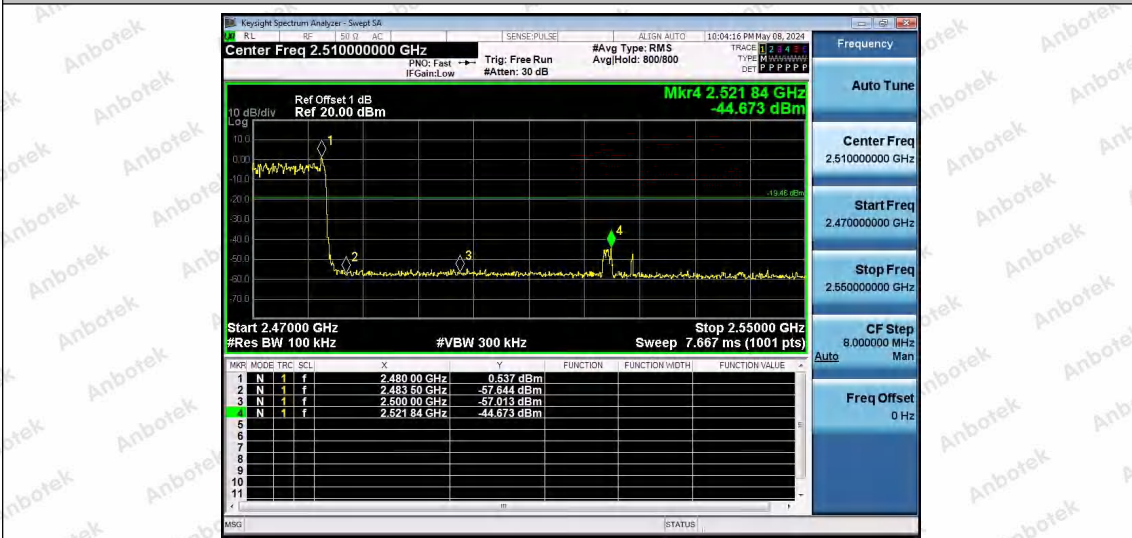 Keysight Spectrum Analyzer - Swept SA
RL RF 50 Ω AC SENSE:PULSE ALIGN AUTO 10:04:16 PM May 08, 2024
Center Freq 2.510000000 GHz
PNO: Fast
IFGain:Low
Trig: Free Run
#Atten: 30 dB
#Avg Type: RMS
Avg|Hold: 800/800
TRACE 1 2 3 4 5 6
TYPE M
DET P P P P P P
Mkr4 2.521 84 GHz
-44.673 dBm
Ref Offset 1 dB
10 dB/div Ref 20.00 dBm
Log
10.0
0.00
-10.0
-20.0
-30.0
-40.0
-50.0
-60.0
-70.0
1
2
3
4
-19.46 dBm
Start 2.47000 GHz Stop 2.55000 GHz
#Res BW 100 kHz #VBW 300 kHz Sweep 7.667 ms (1001 pts)
MKR MODE TRC SCL X Y FUNCTION FUNCTION WIDTH FUNCTION VALUE
1 N 1 f 2.480 00 GHz 0.537 dBm
2 N 1 f 2.483 50 GHz -57.644 dBm
3 N 1 f 2.500 00 GHz -57.013 dBm
4 N 1 f 2.521 84 GHz -44.673 dBm
5
6
7
8
9
10
11
MSG STATUS
Frequency
Auto Tune
Center Freq
2.510000000 GHz
Start Freq
2.470000000 GHz
Stop Freq
2.550000000 GHz
CF Step
8.000000 MHz
Auto Man
Freq Offset
0 Hz
Anbotek